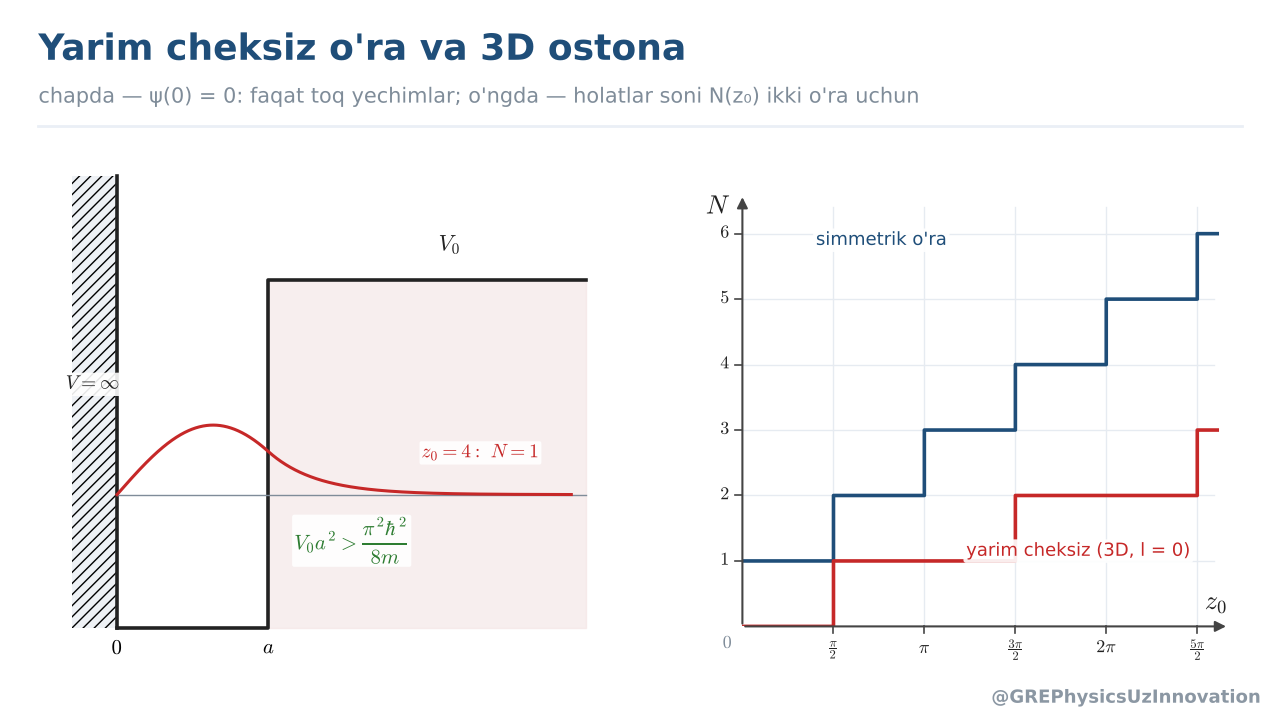 Yarim cheksiz o'ra va 3D ostona
chapda — ψ(0) = 0: faqat toq yechimlar; o'ngda — holatlar soni N(z₀) ikki o'ra uchun
V₀
V = ∞
z₀ = 4 : N = 1
V₀a² > π²ħ²/8m
0
a
N
6
5
4
3
2
1
0
simmetrik o'ra
yarim cheksiz (3D, l = 0)
z₀
π/2
π
3π/2
2π
5π/2
@GREPhysicsUzInnovation